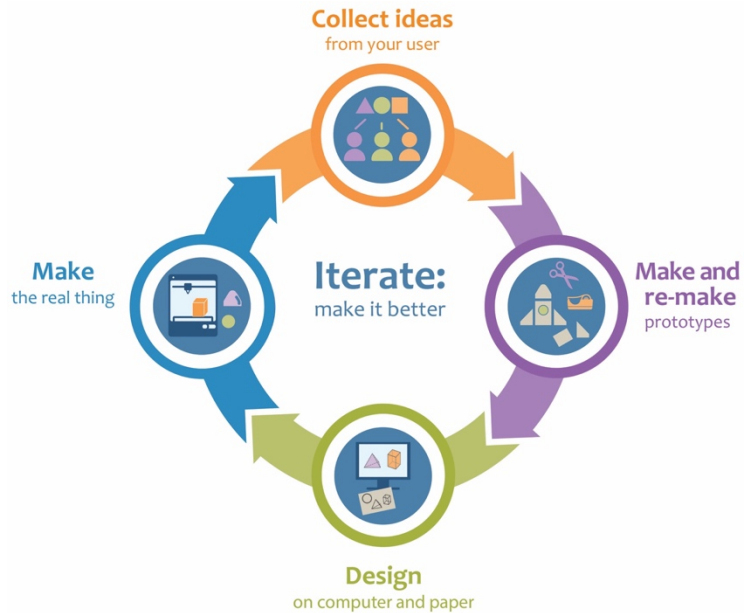 Collect ideas
from your user
Make and
re-make
prototypes
Design
on computer and paper
Make
the real thing
Iterate:
make it better